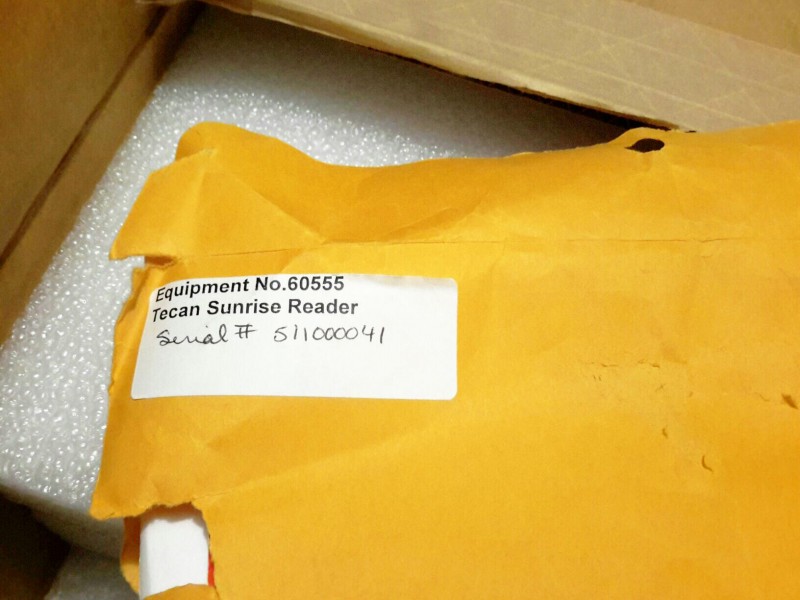 Equipment No.60555
Tecan Sunrise Reader
Serial # 511000041